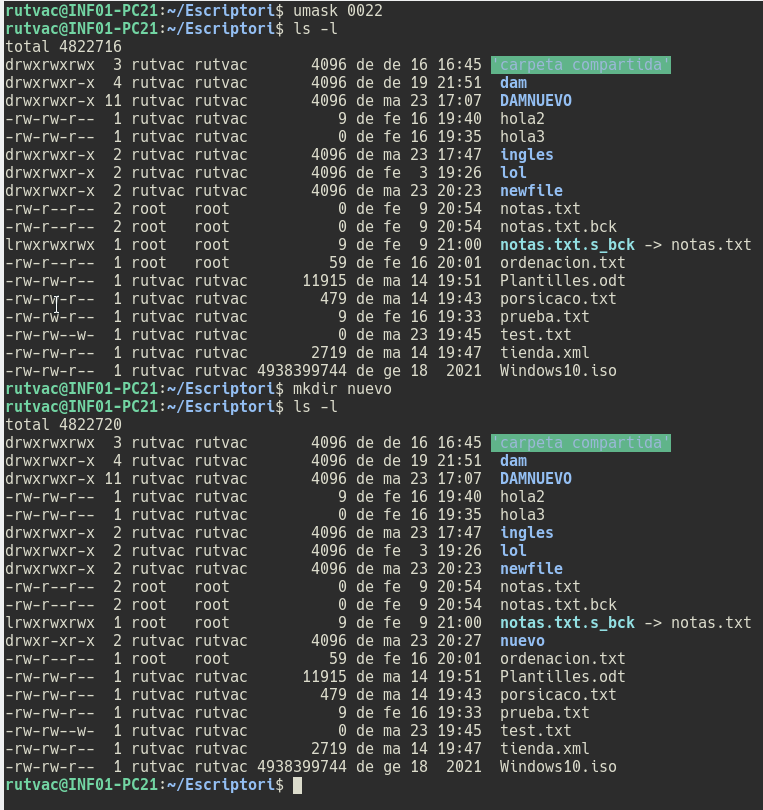 rutvac@INF01-PC21:~/Escriptori$ umask 0022
rutvac@INF01-PC21:~/Escriptori$ ls -l
total 4822716
drwxrwxrwx  3 rutvac rutvac       4096 de de 16 16:45 'carpeta compartida'
drwxrwxr-x  4 rutvac rutvac       4096 de de 19 21:51  dam
drwxrwxr-x 11 rutvac rutvac       4096 de ma 23 17:07  DAMNUEVO
-rw-rw-r--  1 rutvac rutvac          9 de fe 16 19:40  hola2
-rw-rw-r--  1 rutvac rutvac          0 de fe 16 19:35  hola3
drwxrwxr-x  2 rutvac rutvac       4096 de ma 23 17:47  ingles
drwxrwxr-x  2 rutvac rutvac       4096 de fe  3 19:26  lol
drwxrwxr-x  2 rutvac rutvac       4096 de ma 23 20:23  newfile
-rw-r--r--  2 root   root            0 de fe  9 20:54  notas.txt
-rw-r--r--  2 root   root            0 de fe  9 20:54  notas.txt.bck
lrwxrwxrwx  1 root   root            9 de fe  9 21:00  notas.txt.s_bck -> notas.txt
-rw-r--r--  1 root   root           59 de fe 16 20:01  ordenacion.txt
-rw-rw-r--  1 rutvac rutvac      11915 de ma 14 19:51  Plantilles.odt
-rw-rw-r--  1 rutvac rutvac        479 de ma 14 19:43  porsicaco.txt
-rw-rw-r--  1 rutvac rutvac          9 de fe 16 19:33  prueba.txt
-rw-rw--w-  1 rutvac rutvac          0 de ma 23 19:45  test.txt
-rw-rw-r--  1 rutvac rutvac       2719 de ma 14 19:47  tienda.xml
-rw-rw-r--  1 rutvac rutvac 4938399744 de ge 18  2021  Windows10.iso
rutvac@INF01-PC21:~/Escriptori$ mkdir nuevo
rutvac@INF01-PC21:~/Escriptori$ ls -l
total 4822720
drwxrwxrwx  3 rutvac rutvac       4096 de de 16 16:45 'carpeta compartida'
drwxrwxr-x  4 rutvac rutvac       4096 de de 19 21:51  dam
drwxrwxr-x 11 rutvac rutvac       4096 de ma 23 17:07  DAMNUEVO
-rw-rw-r--  1 rutvac rutvac          9 de fe 16 19:40  hola2
-rw-rw-r--  1 rutvac rutvac          0 de fe 16 19:35  hola3
drwxrwxr-x  2 rutvac rutvac       4096 de ma 23 17:47  ingles
drwxrwxr-x  2 rutvac rutvac       4096 de fe  3 19:26  lol
drwxrwxr-x  2 rutvac rutvac       4096 de ma 23 20:23  newfile
-rw-r--r--  2 root   root            0 de fe  9 20:54  notas.txt
-rw-r--r--  2 root   root            0 de fe  9 20:54  notas.txt.bck
lrwxrwxrwx  1 root   root            9 de fe  9 21:00  notas.txt.s_bck -> notas.txt
drwxr-xr-x  2 rutvac rutvac       4096 de ma 23 20:27  nuevo
-rw-r--r--  1 root   root           59 de fe 16 20:01  ordenacion.txt
-rw-rw-r--  1 rutvac rutvac      11915 de ma 14 19:51  Plantilles.odt
-rw-rw-r--  1 rutvac rutvac        479 de ma 14 19:43  porsicaco.txt
-rw-rw-r--  1 rutvac rutvac          9 de fe 16 19:33  prueba.txt
-rw-rw--w-  1 rutvac rutvac          0 de ma 23 19:45  test.txt
-rw-rw-r--  1 rutvac rutvac       2719 de ma 14 19:47  tienda.xml
-rw-rw-r--  1 rutvac rutvac 4938399744 de ge 18  2021  Windows10.iso
rutvac@INF01-PC21:~/Escriptori$